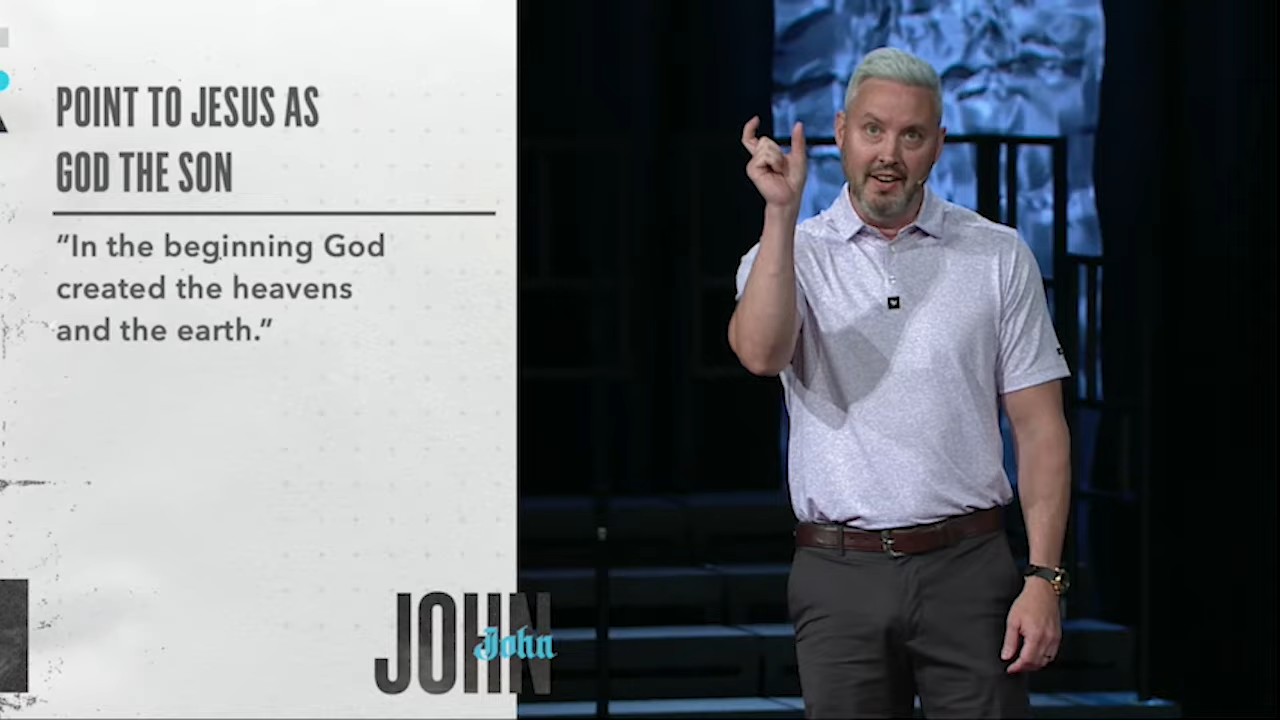 POINT TO JESUS AS
GOD THE SON
“In the beginning God
created the heavens
and the earth.”
JOHN
John